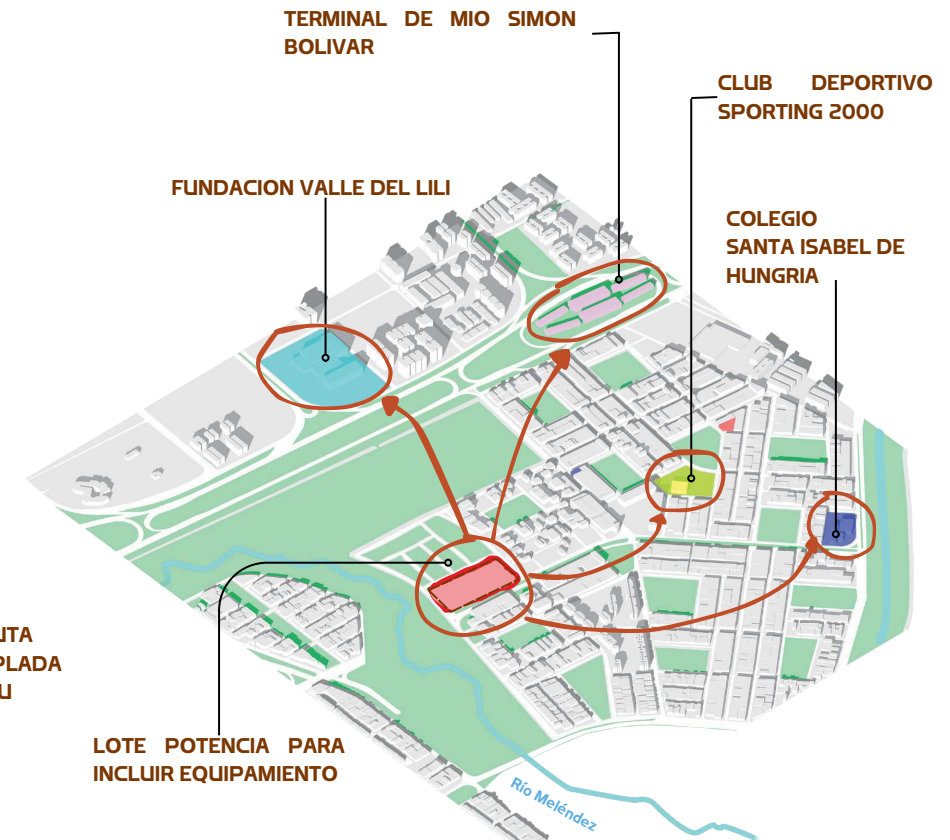 TERMINAL DE MIO SIMON
BOLIVAR
CLUB DEPORTIVO
SPORTING 2000
FUNDACION VALLE DEL LILI
COLEGIO
SANTA ISABEL DE
HUNGRIA
LOTE POTENCIA PARA
INCLUIR EQUIPAMIENTO
Río Meléndez